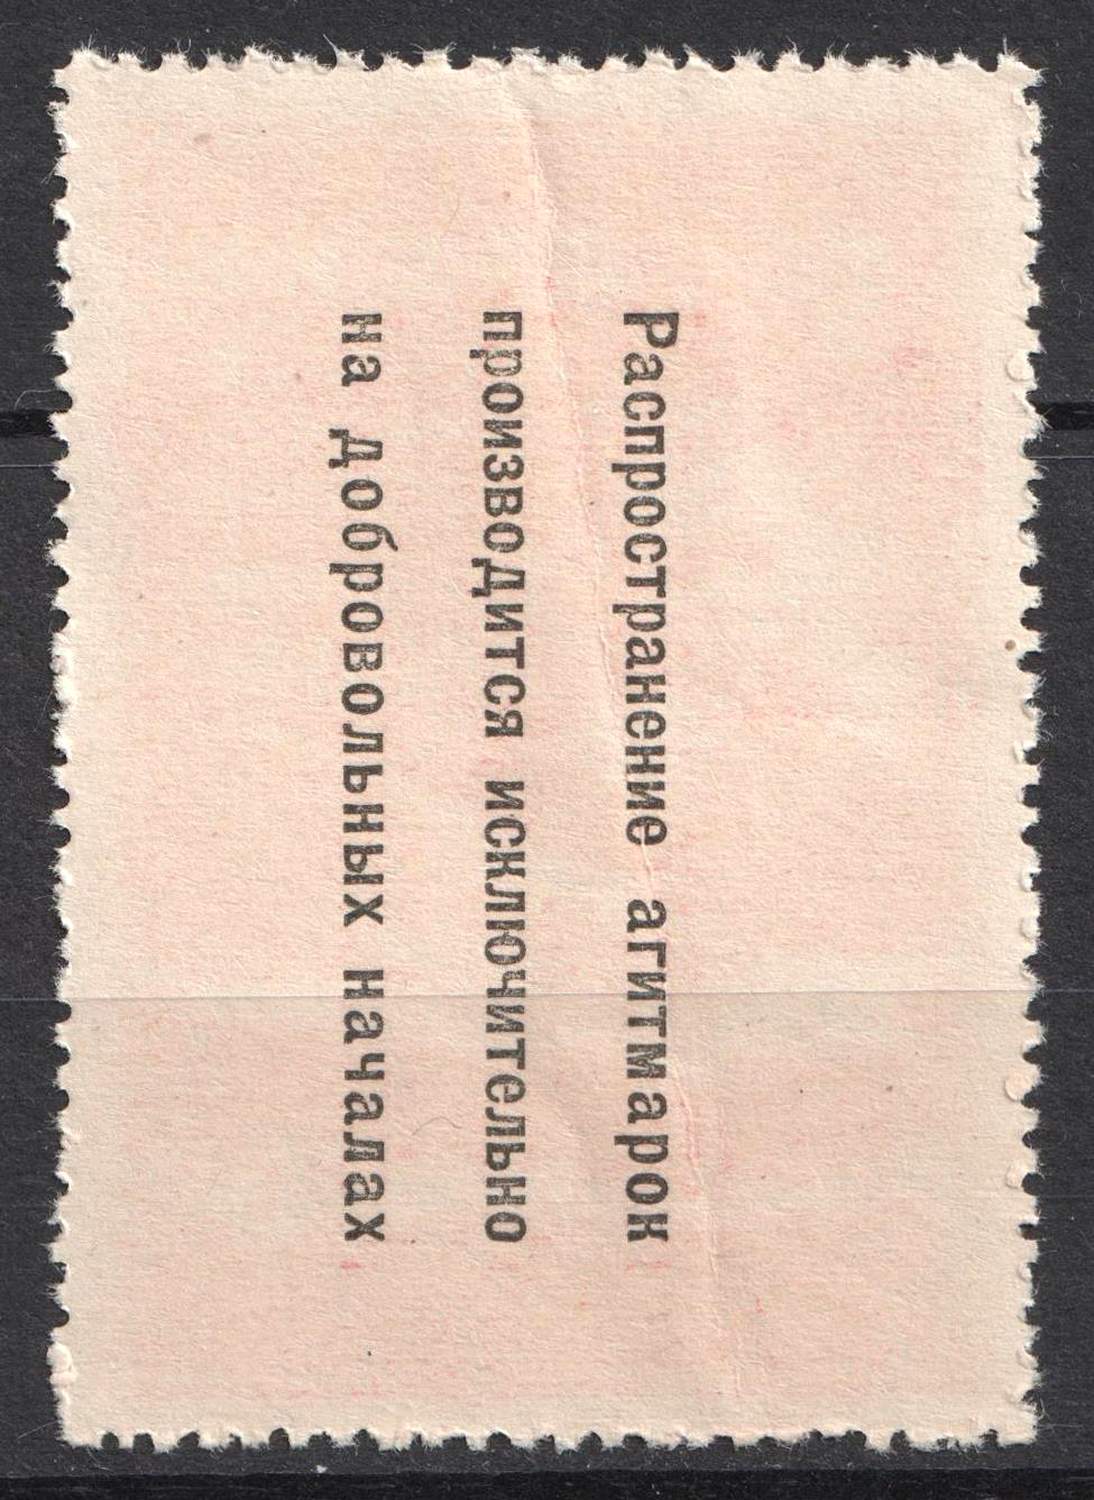 Распространение агитмарок
производится исключительно
на добровольных началах